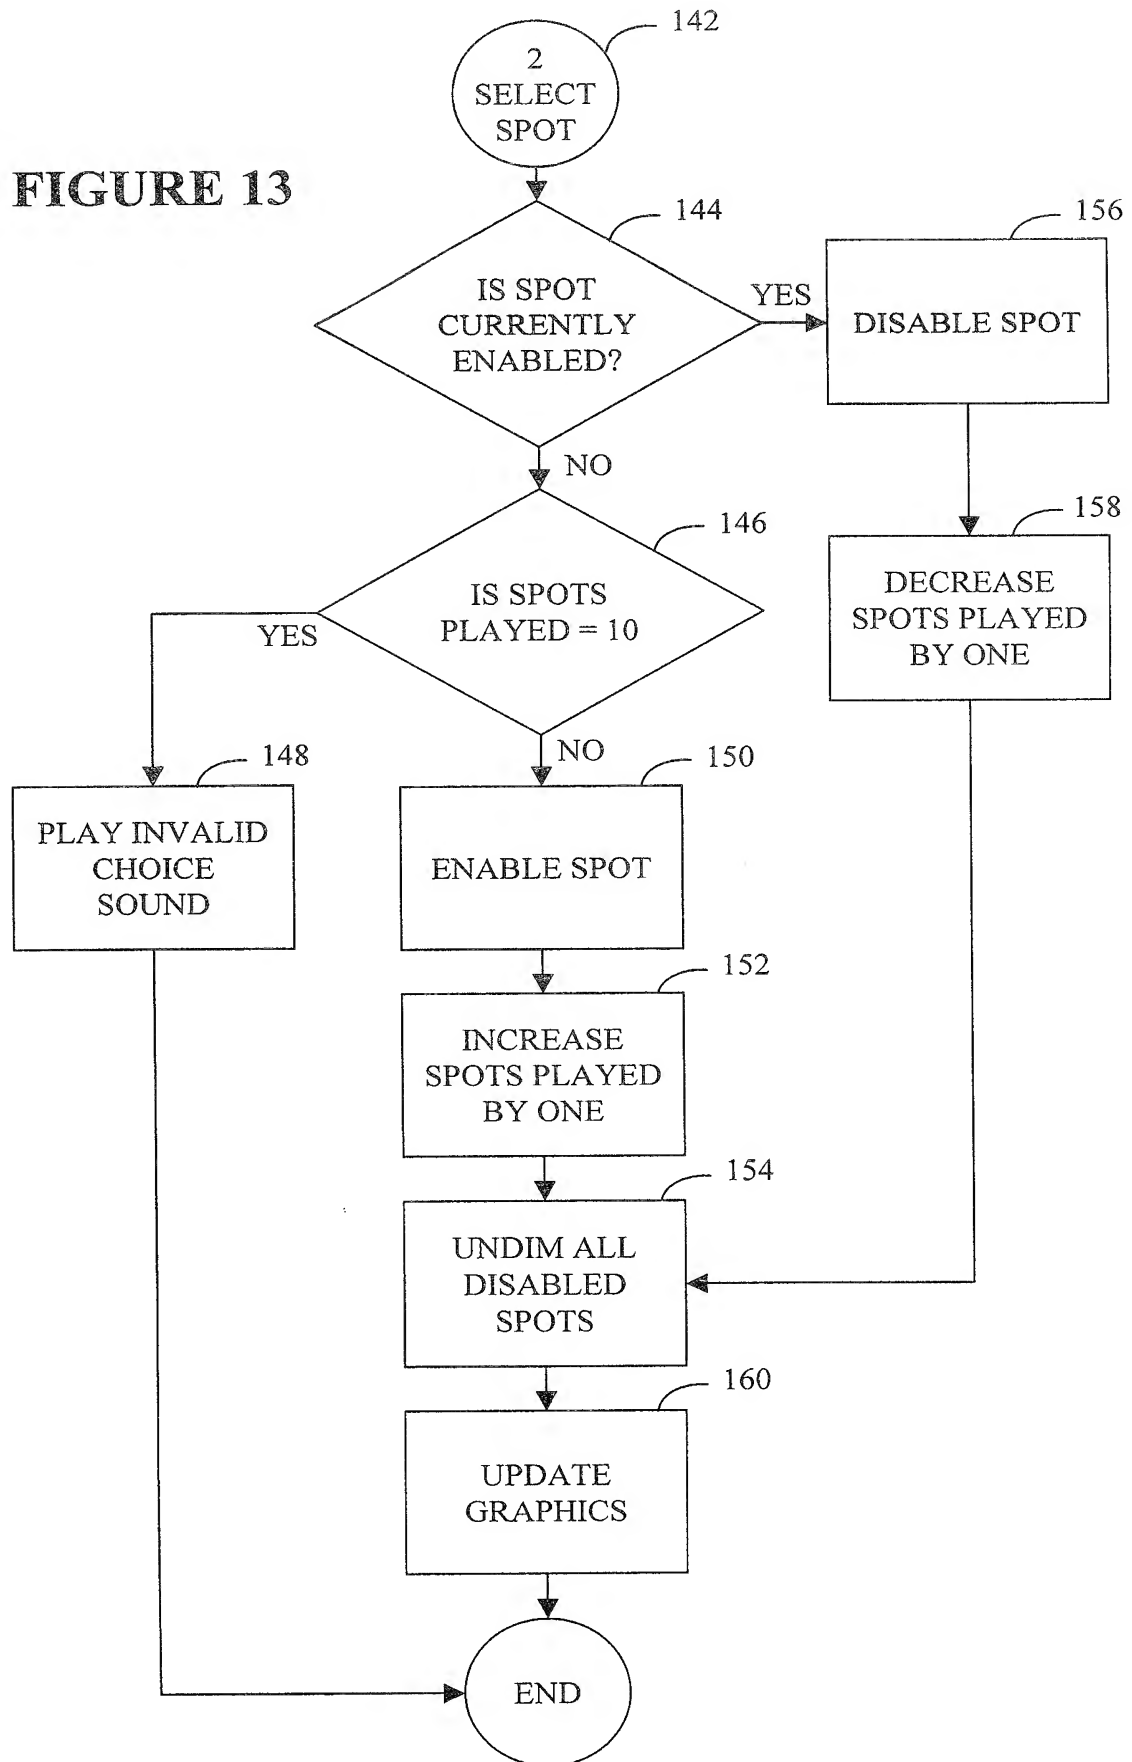 142
2
SELECT
SPOT
FIGURE 13
144
156
IS SPOT
CURRENTLY
ENABLED?
YES
DISABLE SPOT
NO
146
158
IS SPOTS
PLAYED = 10
YES
DECREASE
SPOTS PLAYED
BY ONE
NO
148
150
PLAY INVALID
CHOICE
SOUND
ENABLE SPOT
152
INCREASE
SPOTS PLAYED
BY ONE
154
UNDIM ALL
DISABLED
SPOTS
160
UPDATE
GRAPHICS
END